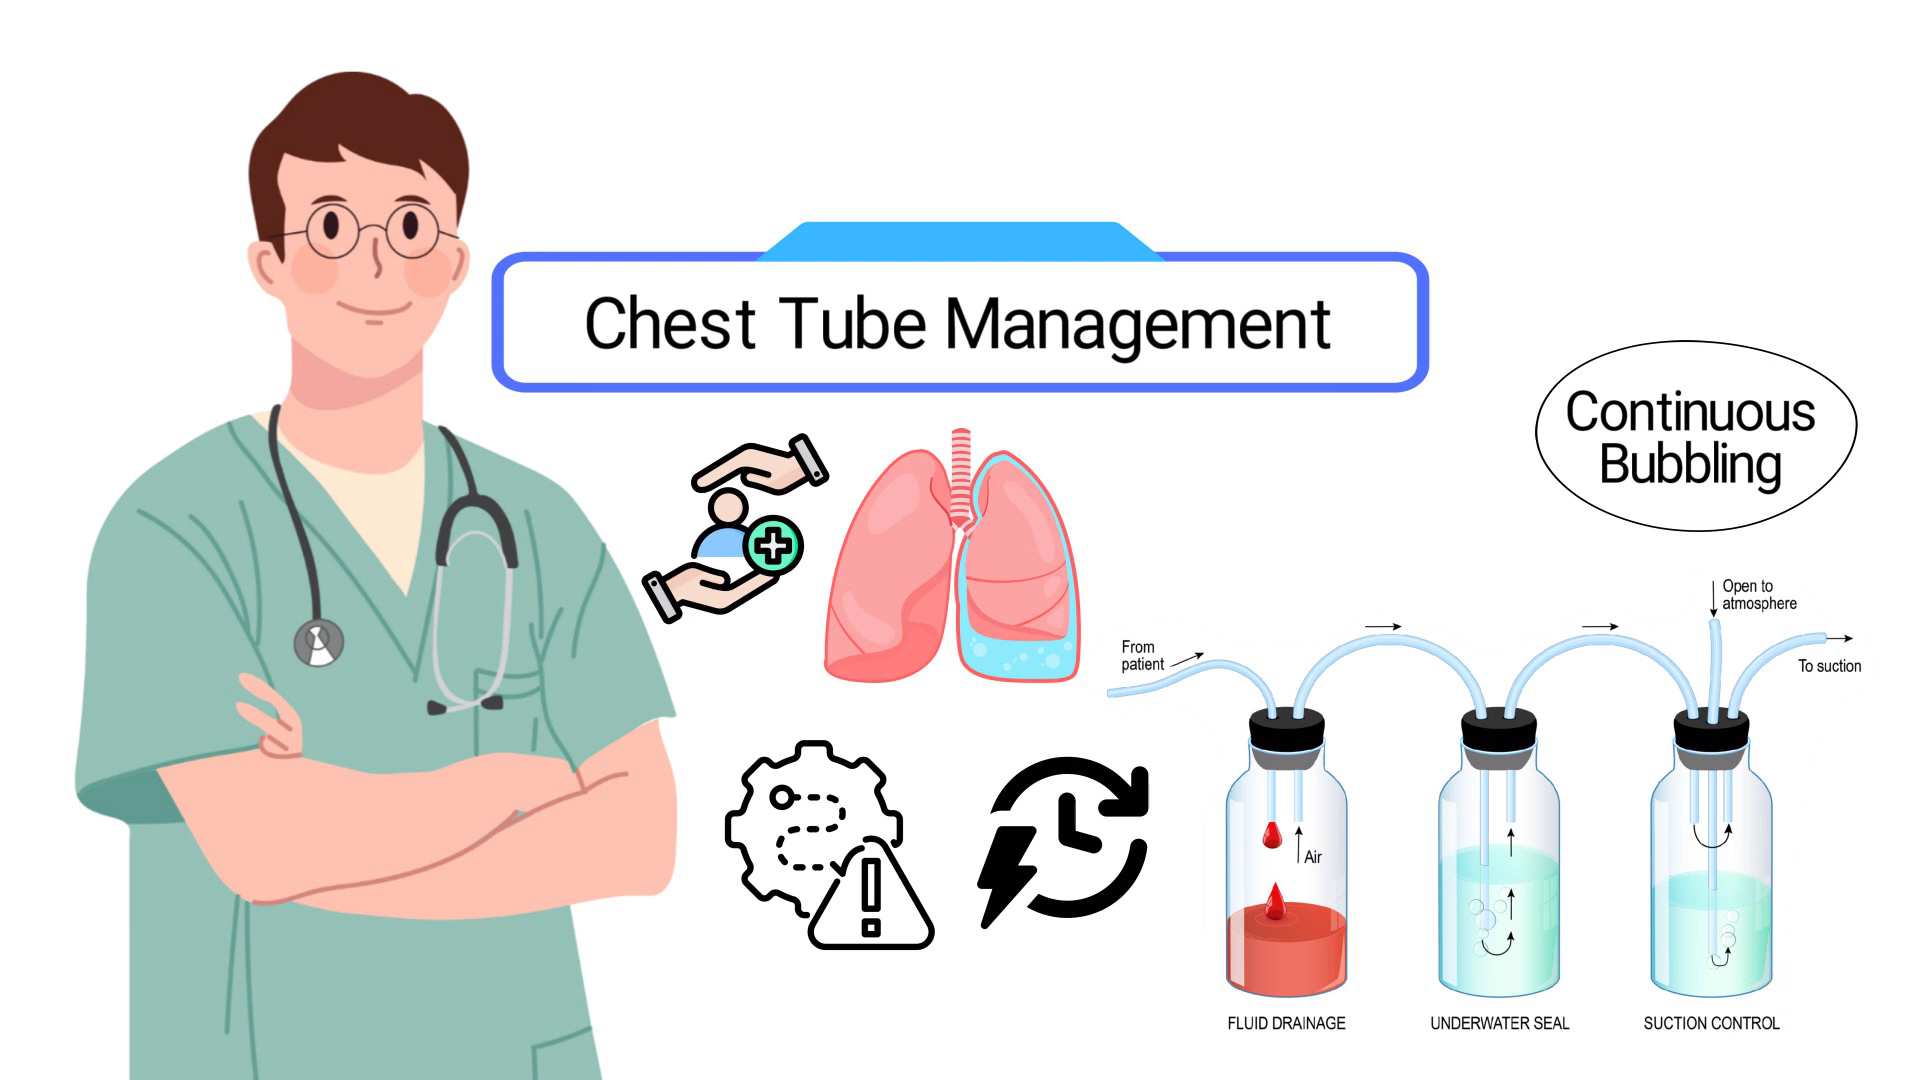 Chest Tube Management
Continuous
Bubbling
Open to
atmosphere
From
patient
To suction
Air
FLUID DRAINAGE
UNDERWATER SEAL
SUCTION CONTROL